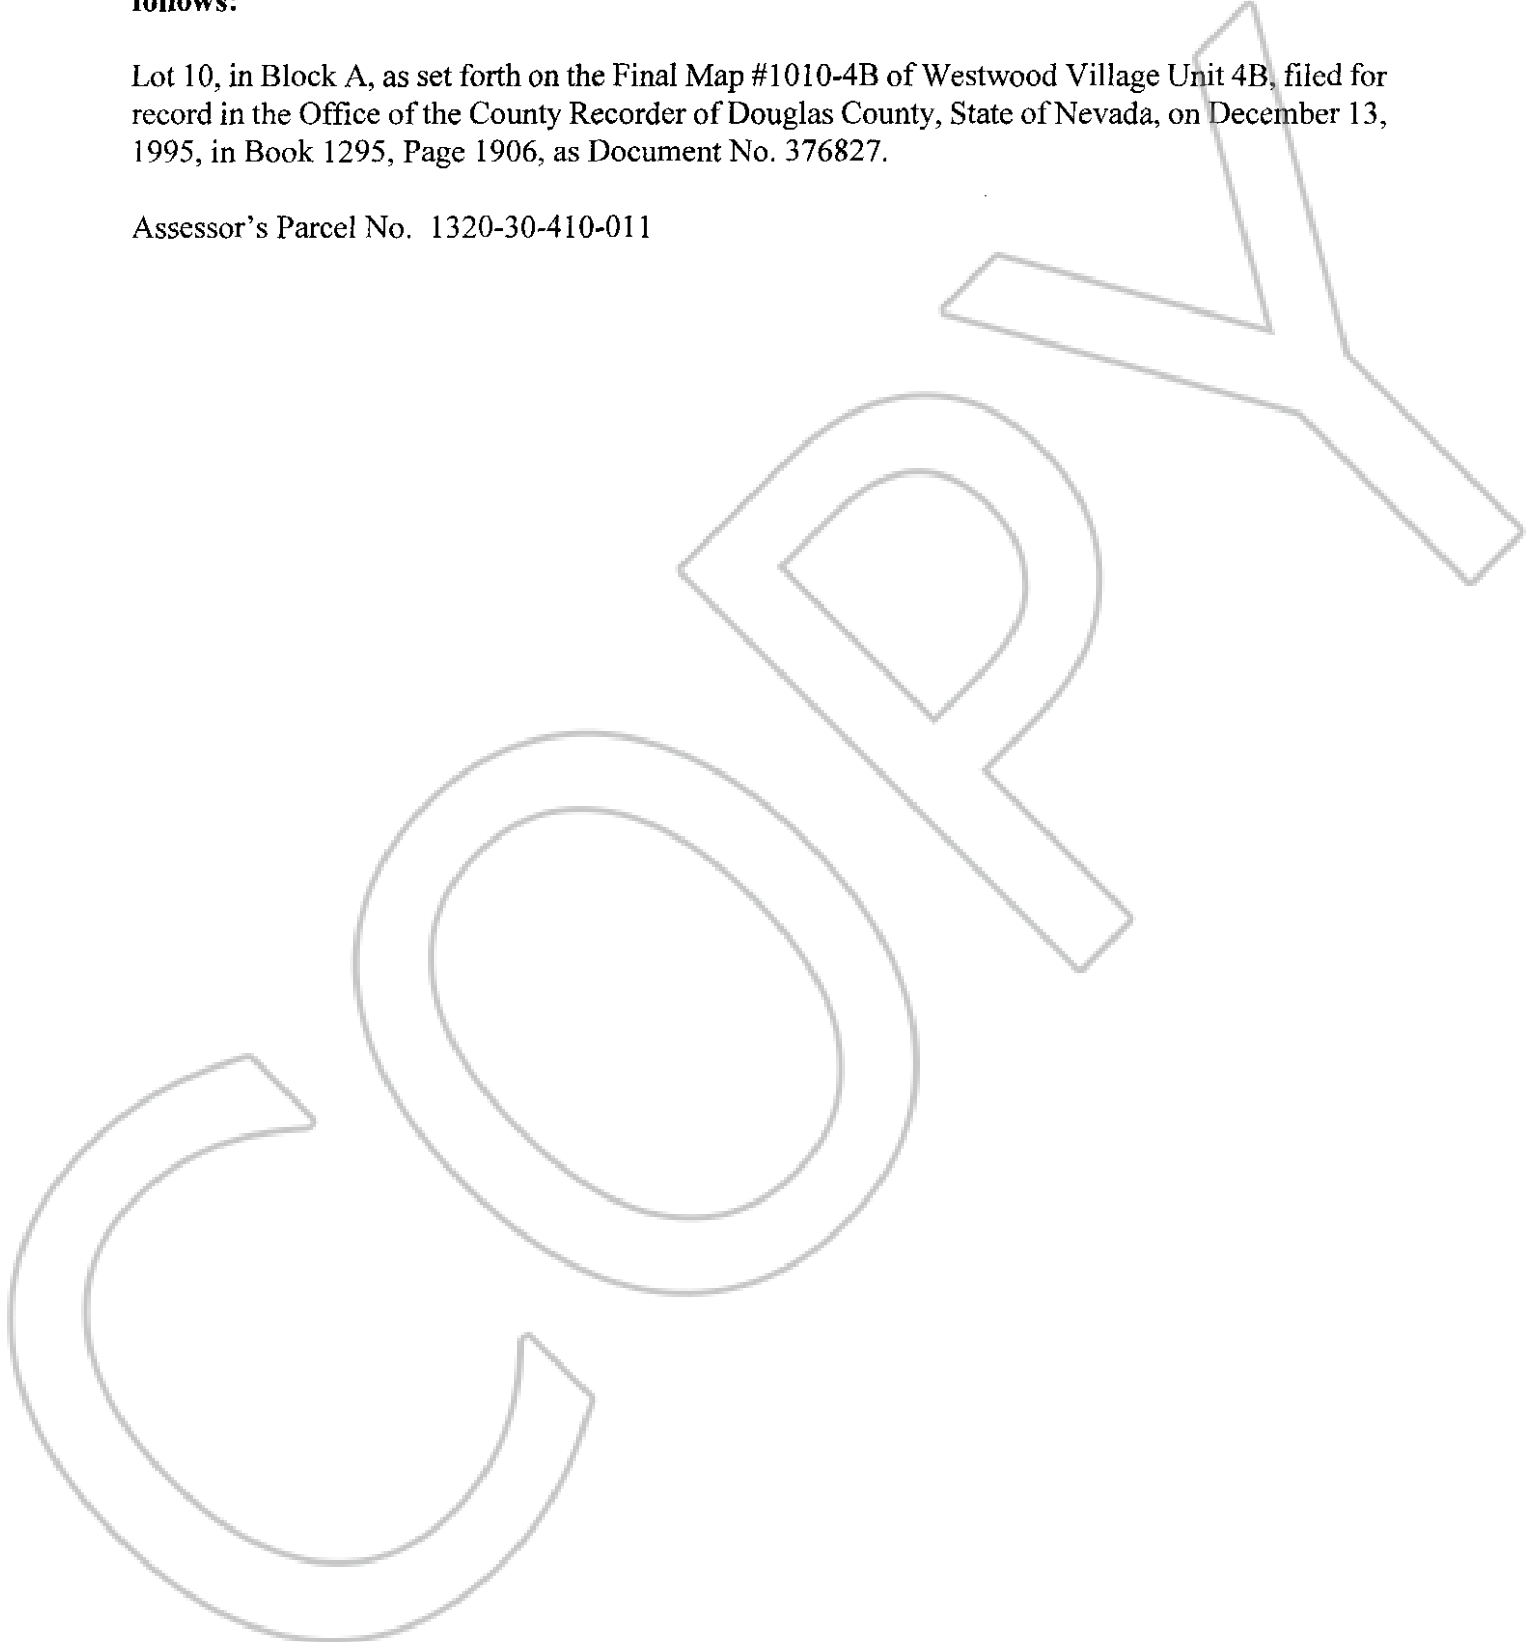 follows:
Lot 10, in Block A, as set forth on the Final Map #1010-4B of Westwood Village Unit 4B, filed for
record in the Office of the County Recorder of Douglas County, State of Nevada, on December 13,
1995, in Book 1295, Page 1906, as Document No. 376827.
Assessor's Parcel No. 1320-30-410-011
COPY